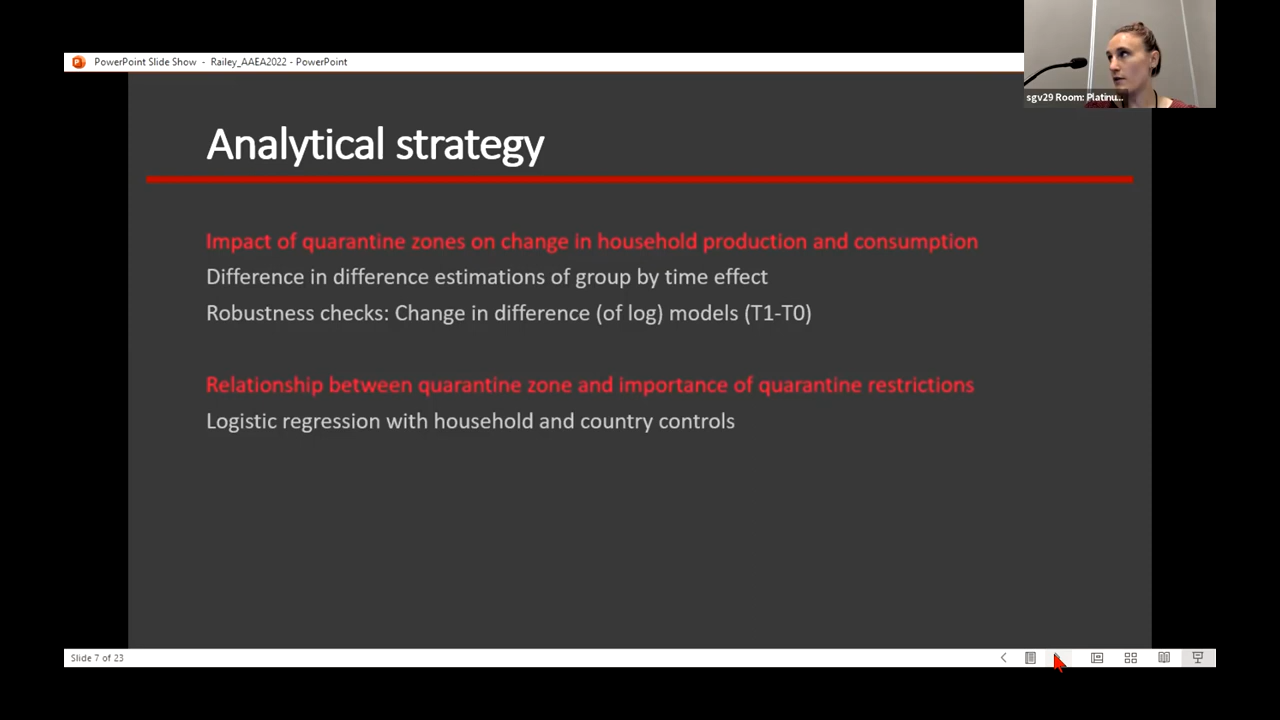 PowerPoint Slide Show - Railey_AAEA2022 - PowerPoint
sgv29 Room: Platinu...
Analytical strategy
Impact of quarantine zones on change in household production and consumption
Difference in difference estimations of group by time effect
Robustness checks: Change in difference (of log) models (T1-T0)
Relationship between quarantine zone and importance of quarantine restrictions
Logistic regression with household and country controls
Slide 7 of 23